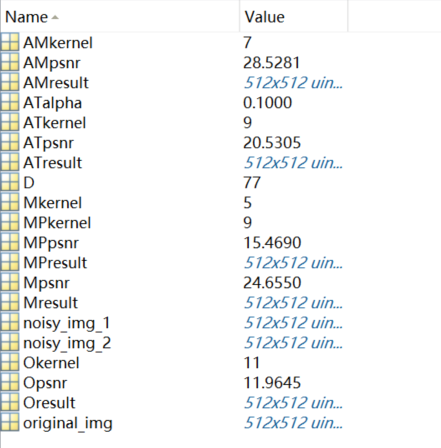 Name Value
AMkernel 7
AMpsnr 28.5281
AMresult 512x512 uin...
ATalpha 0.1000
ATkernel 9
ATpsnr 20.5305
ATresult 512x512 uin...
D 77
Mkernel 5
MPkernel 9
MPpsnr 15.4690
MPresult 512x512 uin...
Mpsnr 24.6550
Mresult 512x512 uin...
noisy_img_1 512x512 uin...
noisy_img_2 512x512 uin...
Okernel 11
Opsnr 11.9645
Oresult 512x512 uin...
original_img 512x512 uin...